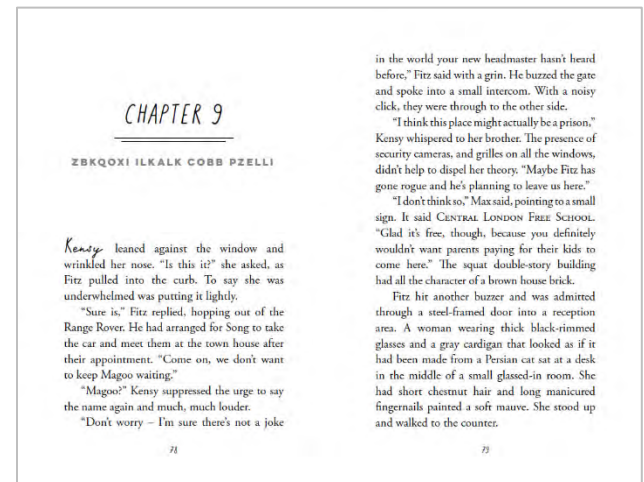 CHAPTER 9
ZBKQOXI ILKALK COBB PZELLI
Kensy leaned against the window and
wrinkled her nose. “Is this it?” she asked, as
Fitz pulled into the curb. To say she was
underwhelmed was putting it lightly.
“Sure is,” Fitz replied, hopping out of the
Range Rover. He had arranged for Song to take
the car and meet them at the town house after
their appointment. “Come on, we don’t want
to keep Magoo waiting.”
“Magoo?” Kensy suppressed the urge to say
the name again and much, much louder.
“Don’t worry – I’m sure there’s not a joke
78
in the world your new headmaster hasn’t heard
before,” Fitz said with a grin. He buzzed the gate
and spoke into a small intercom. With a noisy
click, they were through to the other side.
“I think this place might actually be a prison,”
Kensy whispered to her brother. The presence of
security cameras, and grilles on all the windows,
didn’t help to dispel her theory. “Maybe Fitz has
gone rogue and he’s planning to leave us here.”
“I don’t think so,” Max said, pointing to a small
sign. It said CENTRAL LONDON FREE SCHOOL.
“Glad it’s free, though, because you definitely
wouldn’t want parents paying for their kids to
come here.” The squat double-story building
had all the character of a brown house brick.
Fitz hit another buzzer and was admitted
through a steel-framed door into a reception
area. A woman wearing thick black-rimmed
glasses and a gray cardigan that looked as if it
had been made from a Persian cat sat at a desk
in the middle of a small glassed-in room. She
had short chestnut hair and long manicured
fingernails painted a soft mauve. She stood up
and walked to the counter.
79